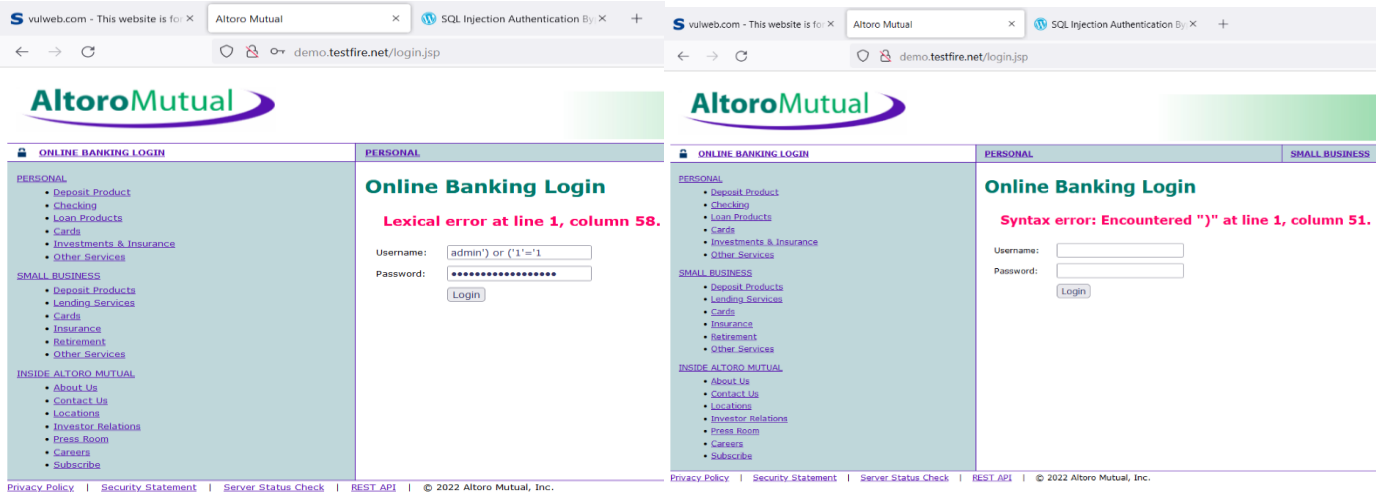 vulweb.com - This website is for
Altoro Mutual
SQL Injection Authentication By
demo.testfire.net/login.jsp
AltoroMutual
ONLINE BANKING LOGIN
PERSONAL
PERSONAL
Deposit Product
Checking
Loan Products
Cards
Investments & Insurance
Other Services
SMALL BUSINESS
Deposit Products
Lending Services
Cards
Insurance
Retirement
Other Services
INSIDE ALTORO MUTUAL
About Us
Contact Us
Locations
Investor Relations
Press Room
Careers
Subscribe
Online Banking Login
Lexical error at line 1, column 58.
Username: admin') or ('1'='1
Password: ••••••••••••••••••
Login
Privacy Policy | Security Statement | Server Status Check | REST API | © 2022 Altoro Mutual, Inc.
vulweb.com - This website is for
Altoro Mutual
SQL Injection Authentication By
demo.testfire.net/login.jsp
AltoroMutual
ONLINE BANKING LOGIN
PERSONAL
SMALL BUSINESS
PERSONAL
Deposit Product
Checking
Loan Products
Cards
Investments & Insurance
Other Services
SMALL BUSINESS
Deposit Products
Lending Services
Cards
Insurance
Retirement
Other Services
INSIDE ALTORO MUTUAL
About Us
Contact Us
Locations
Investor Relations
Press Room
Careers
Subscribe
Online Banking Login
Syntax error: Encountered ")" at line 1, column 51.
Username:
Password:
Login
Privacy Policy | Security Statement | Server Status Check | REST API | © 2022 Altoro Mutual, Inc.